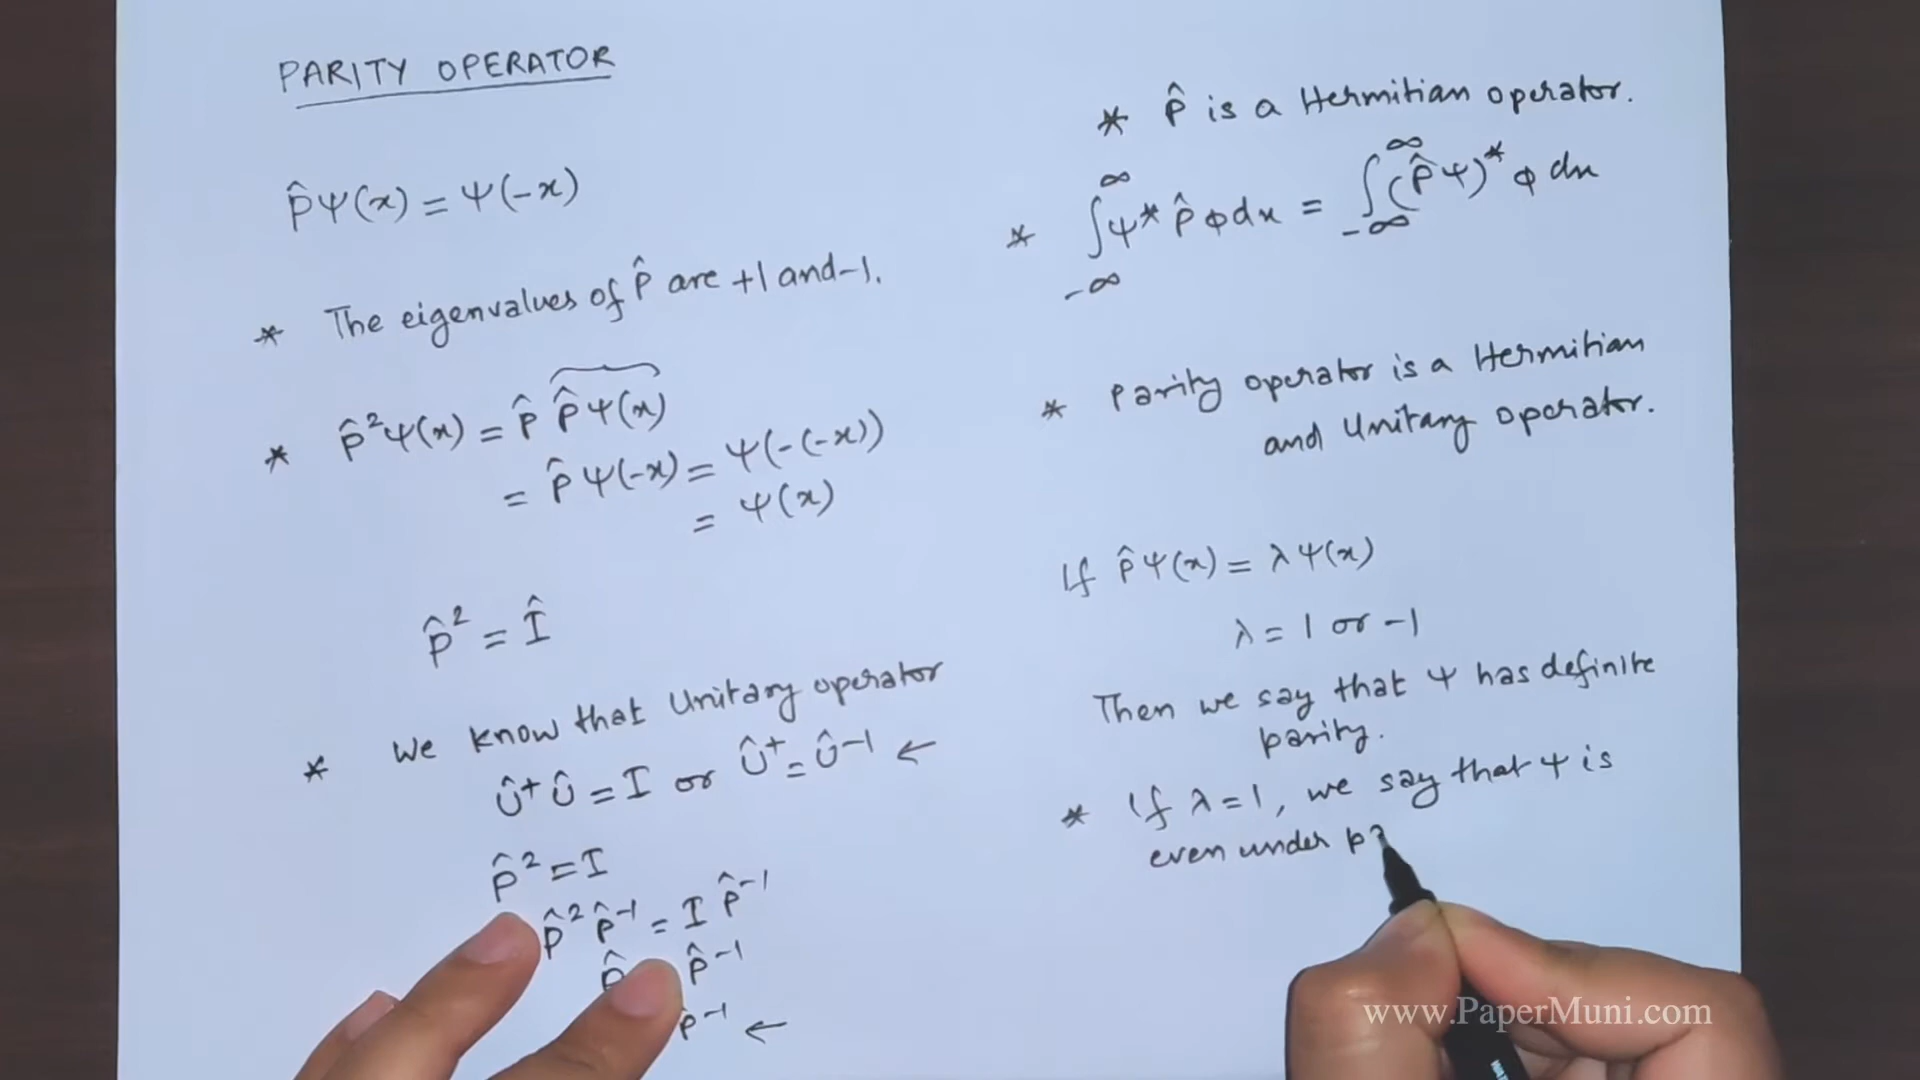 PARITY OPERATOR
P̂Ψ(x) = Ψ(-x)
* The eigenvalues of P̂ are +1 and -1.
* P̂²Ψ(x) = P̂ P̂Ψ(x)
= P̂Ψ(-x) = Ψ(-(-x))
= Ψ(x)
P̂² = Î
* We know that Unitary operator
Û⁺Û = I or Û⁺ = Û⁻¹ ←
P̂² = I
P̂² P̂⁻¹ = I P̂⁻¹
P̂ P̂⁻¹
P⁻¹ ←
* P̂ is a Hermitian operator.
* ∫_{-∞}^{∞} Ψ* P̂ φ dx = ∫_{-∞}^{∞} (P̂Ψ)* φ dx
* Parity operator is a Hermitian
and Unitary operator.
If P̂Ψ(x) = λΨ(x)
λ = 1 or -1
Then we say that Ψ has definite
parity.
* If λ = 1, we say that Ψ is
even under
www.PaperMuni.com